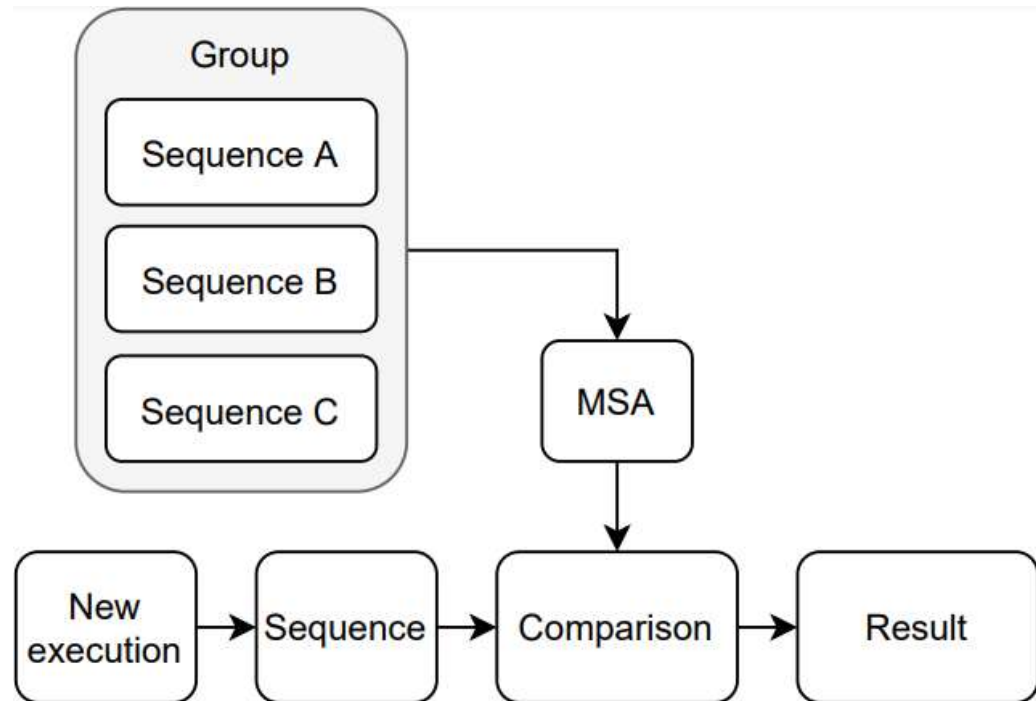 Group
Sequence A
Sequence B
Sequence C
MSA
New
execution
Sequence
Comparison
Result